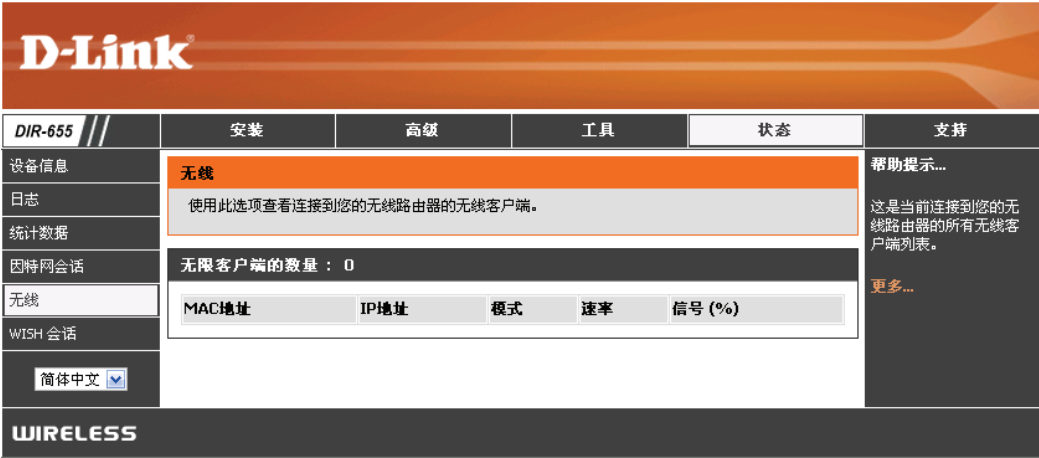 D-Link®
DIR-655
安装
高级
工具
状态
支持
设备信息
日志
统计数据
因特网会话
无线
WISH 会话
简体中文
无线
使用此选项查看连接到您的无线路由器的无线客户端。
无限客户端的数量： 0
MAC地址 IP地址 模式 速率 信号 (%)
帮助提示...
这是当前连接到您的无
线路由器的所有无线客
户端列表。
更多...
WIRELESS